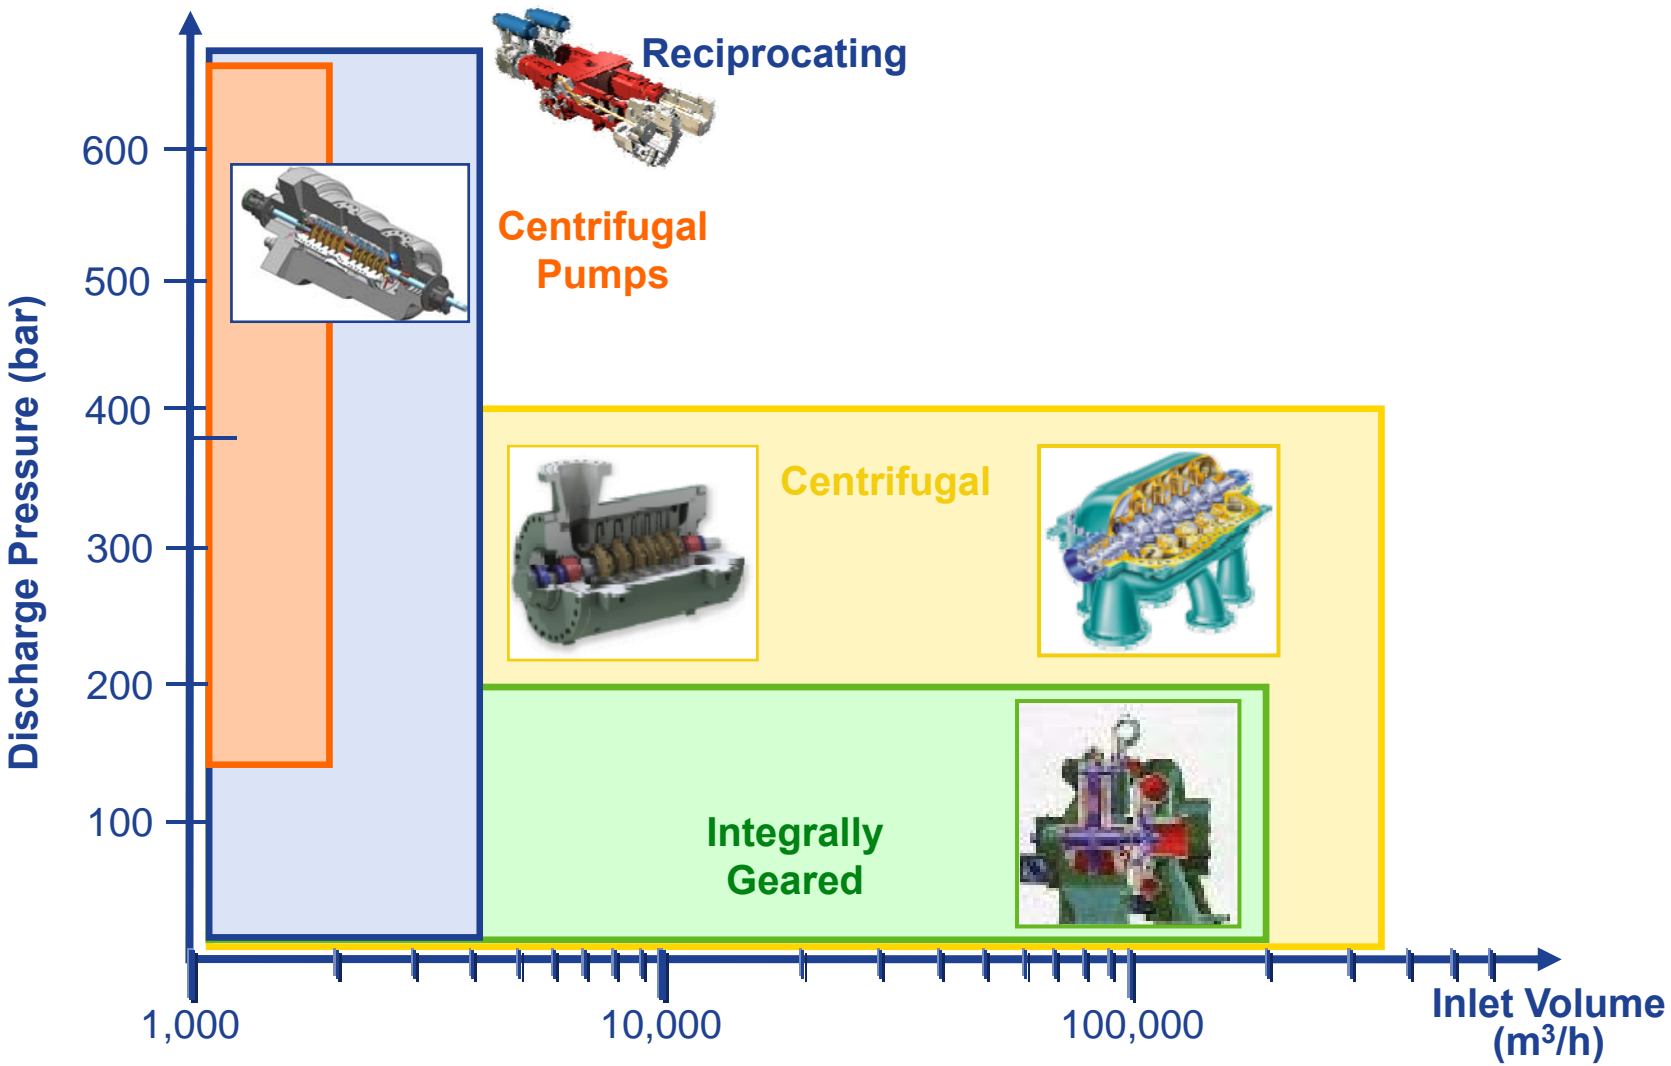 Reciprocating
600
Centrifugal
Pumps
500
Discharge Pressure (bar)
400
Centrifugal
300
200
100
Integrally
Geared
1,000
10,000
100,000
Inlet Volume
(m³/h)